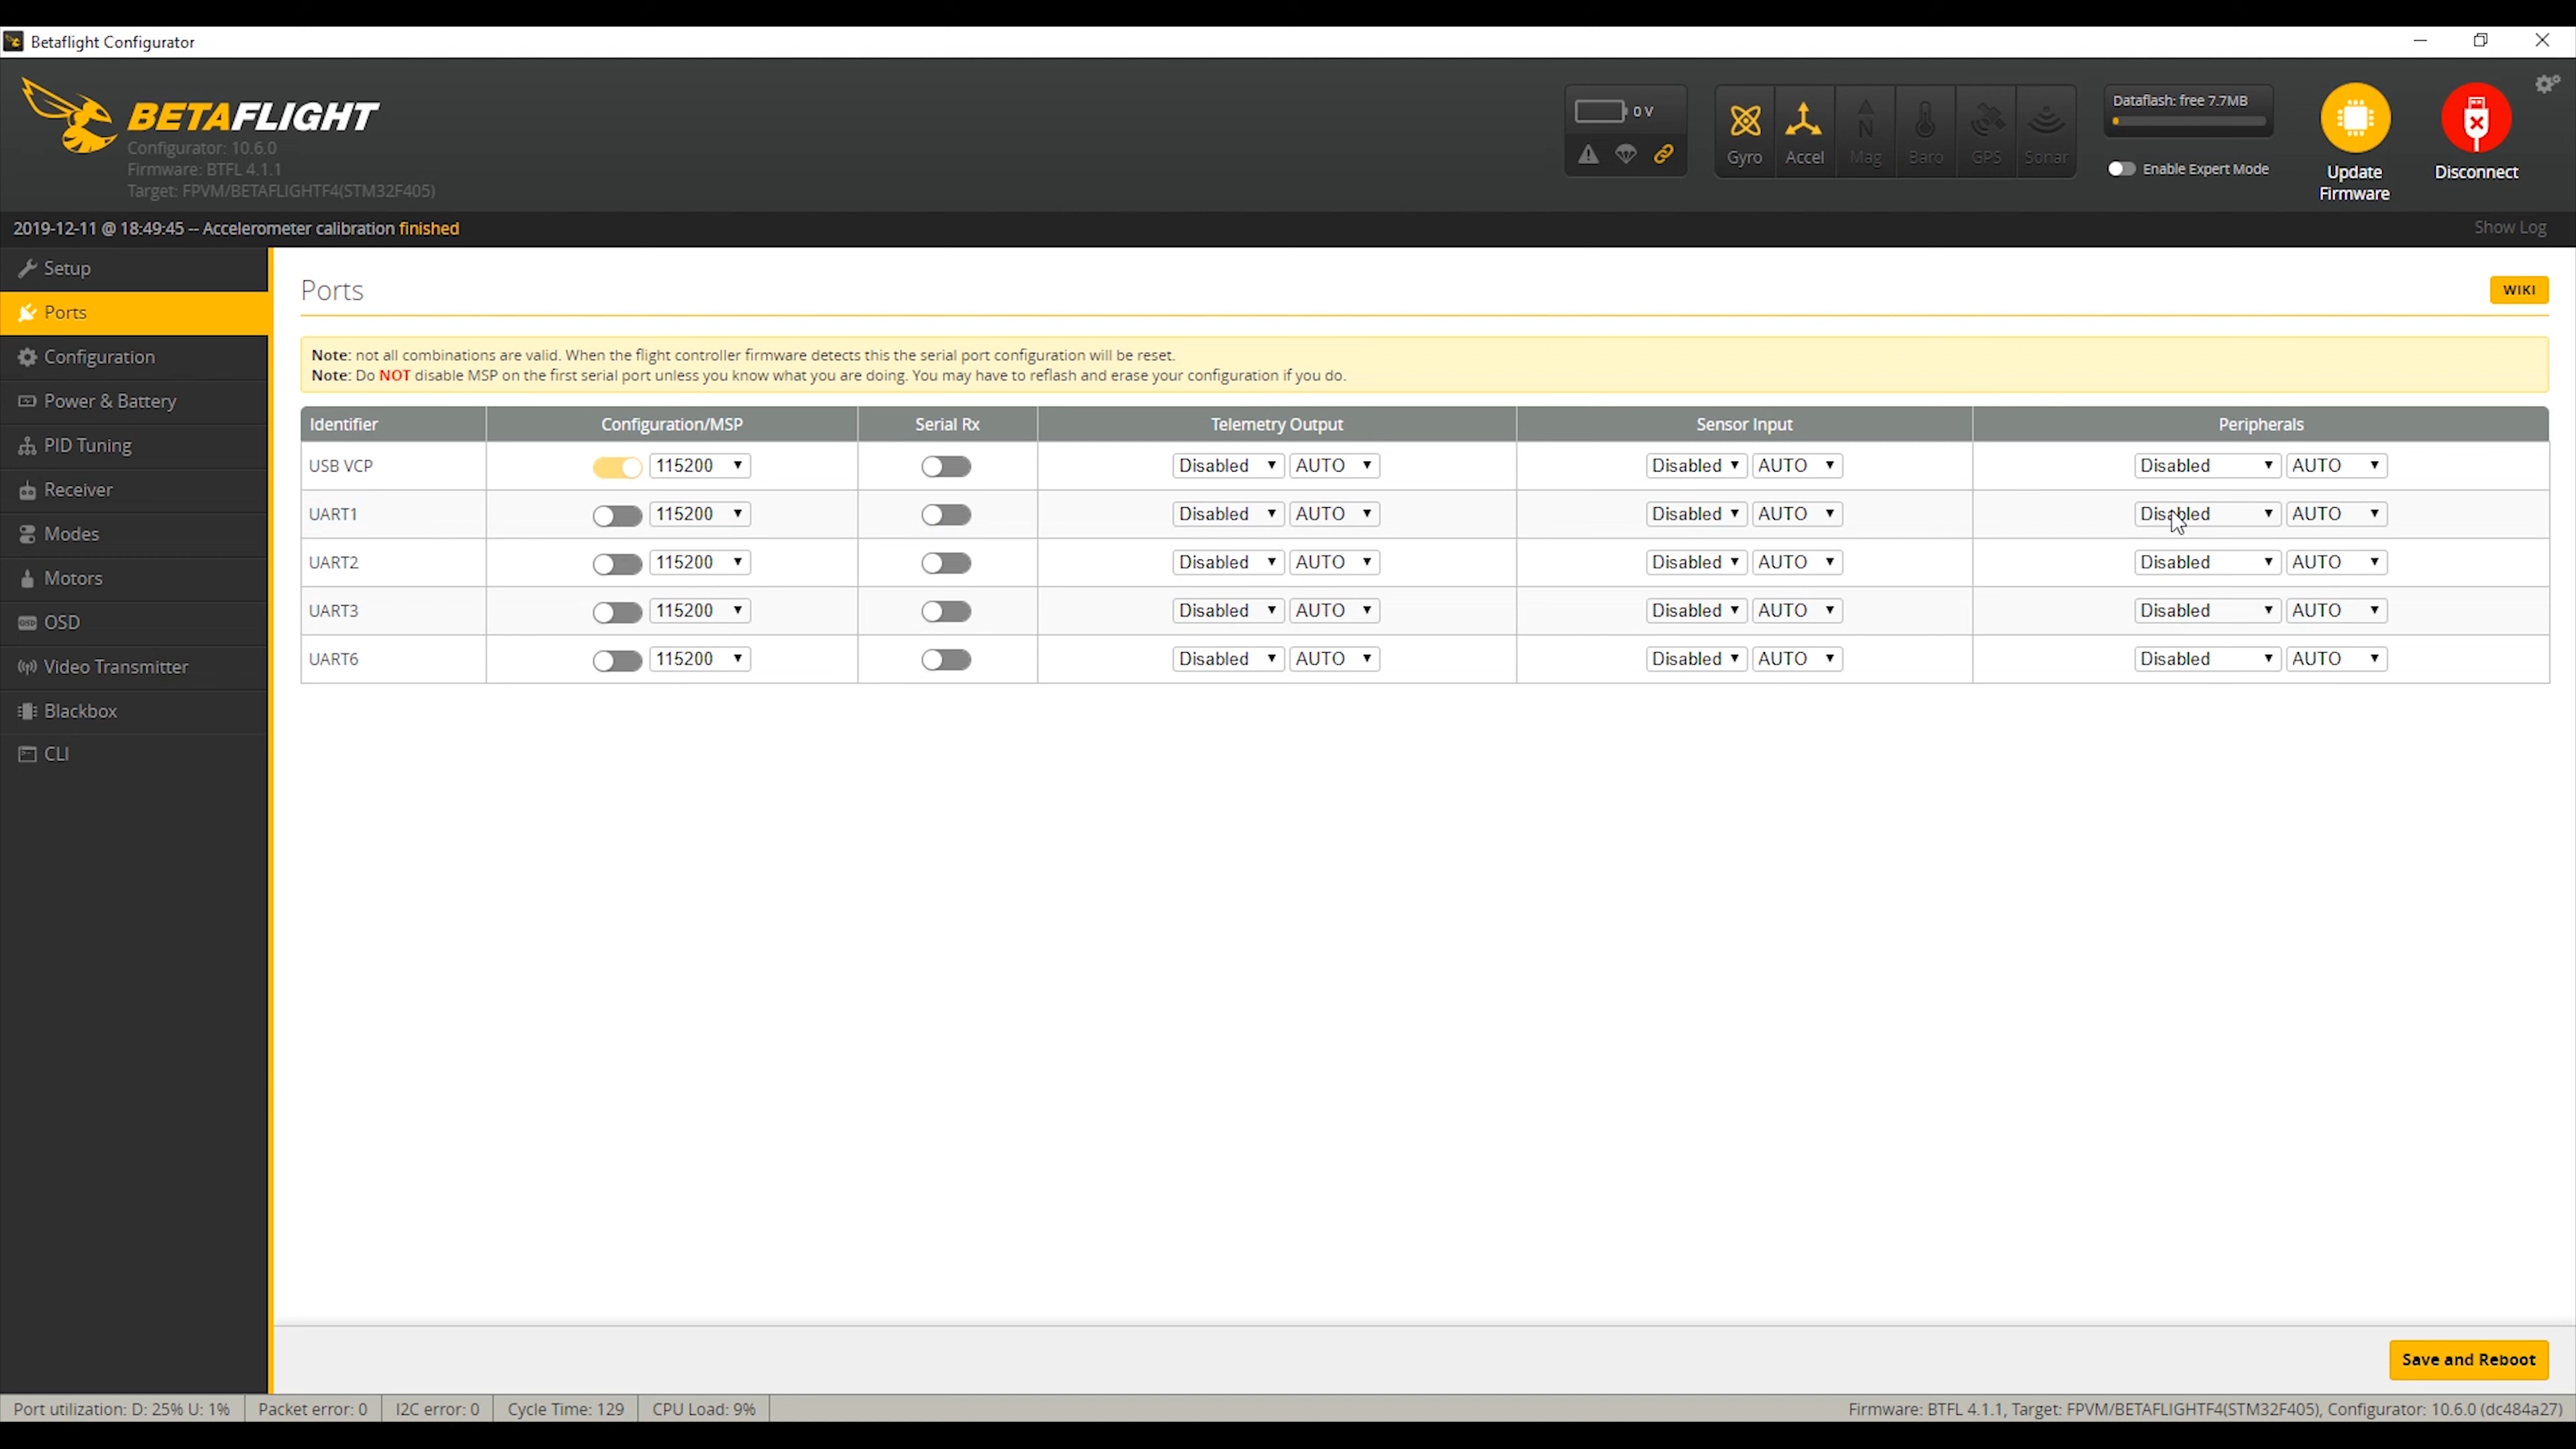 Betaflight Configurator
BETAFLIGHT
Configurator: 10.6.0
Firmware: BTFL 4.1.1
Target: FPVM/BETAFLIGHTF4(STM32F405)
0 V
Gyro Accel Mag Baro GPS Sonar
Dataflash: free 7.7MB
Enable Expert Mode
Update
Firmware
Disconnect
2019-12-11 @ 18:49:45 -- Accelerometer calibration finished
Show Log
Setup
Ports
Configuration
Power & Battery
PID Tuning
Receiver
Modes
Motors
OSD
Video Transmitter
Blackbox
CLI
Ports
WIKI
Note: not all combinations are valid. When the flight controller firmware detects this the serial port configuration will be reset.
Note: Do NOT disable MSP on the first serial port unless you know what you are doing. You may have to reflash and erase your configuration if you do.
Identifier Configuration/MSP Serial Rx Telemetry Output Sensor Input Peripherals
USB VCP 115200 Disabled AUTO Disabled AUTO Disabled AUTO
UART1 115200 Disabled AUTO Disabled AUTO Disabled AUTO
UART2 115200 Disabled AUTO Disabled AUTO Disabled AUTO
UART3 115200 Disabled AUTO Disabled AUTO Disabled AUTO
UART6 115200 Disabled AUTO Disabled AUTO Disabled AUTO
Save and Reboot
Port utilization: D: 25% U: 1% Packet error: 0 I2C error: 0 Cycle Time: 129 CPU Load: 9% Firmware: BTFL 4.1.1, Target: FPVM/BETAFLIGHTF4(STM32F405), Configurator: 10.6.0 (dc484a27)